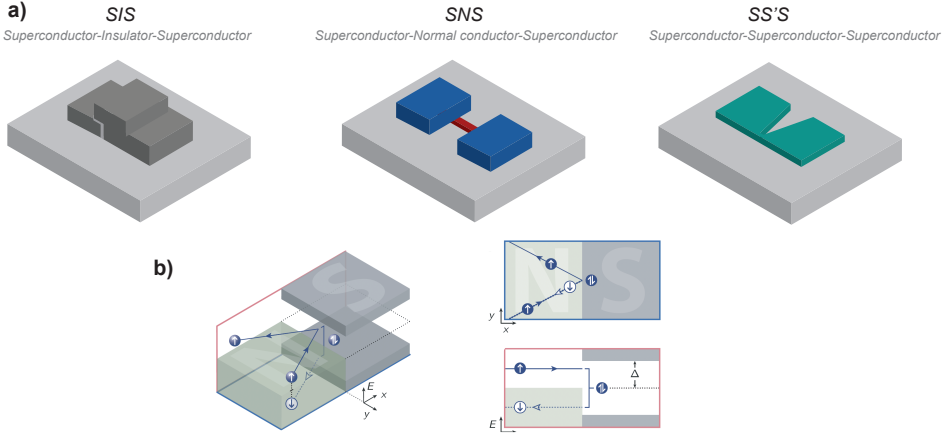 a)
SIS
Superconductor-Insulator-Superconductor
SNS
Superconductor-Normal conductor-Superconductor
SS'S
Superconductor-Superconductor-Superconductor
b)
S
N
E
x
y
N S
y
x
Δ
E